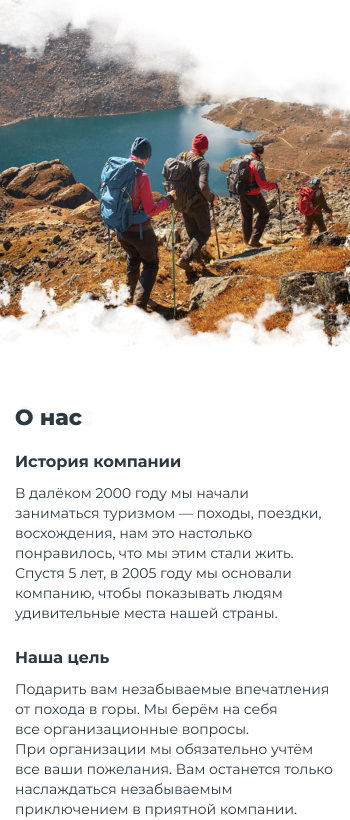 О нас
История компании
В далёком 2000 году мы начали
заниматься туризмом — походы, поездки,
восхождения, нам это настолько
понравилось, что мы этим стали жить.
Спустя 5 лет, в 2005 году мы основали
компанию, чтобы показывать людям
удивительные места нашей страны.
Наша цель
Подарить вам незабываемые впечатления
от похода в горы. Мы берём на себя
все организационные вопросы.
При организации мы обязательно учтём
все ваши пожелания. Вам останется только
наслаждаться незабываемым
приключением в приятной компании.